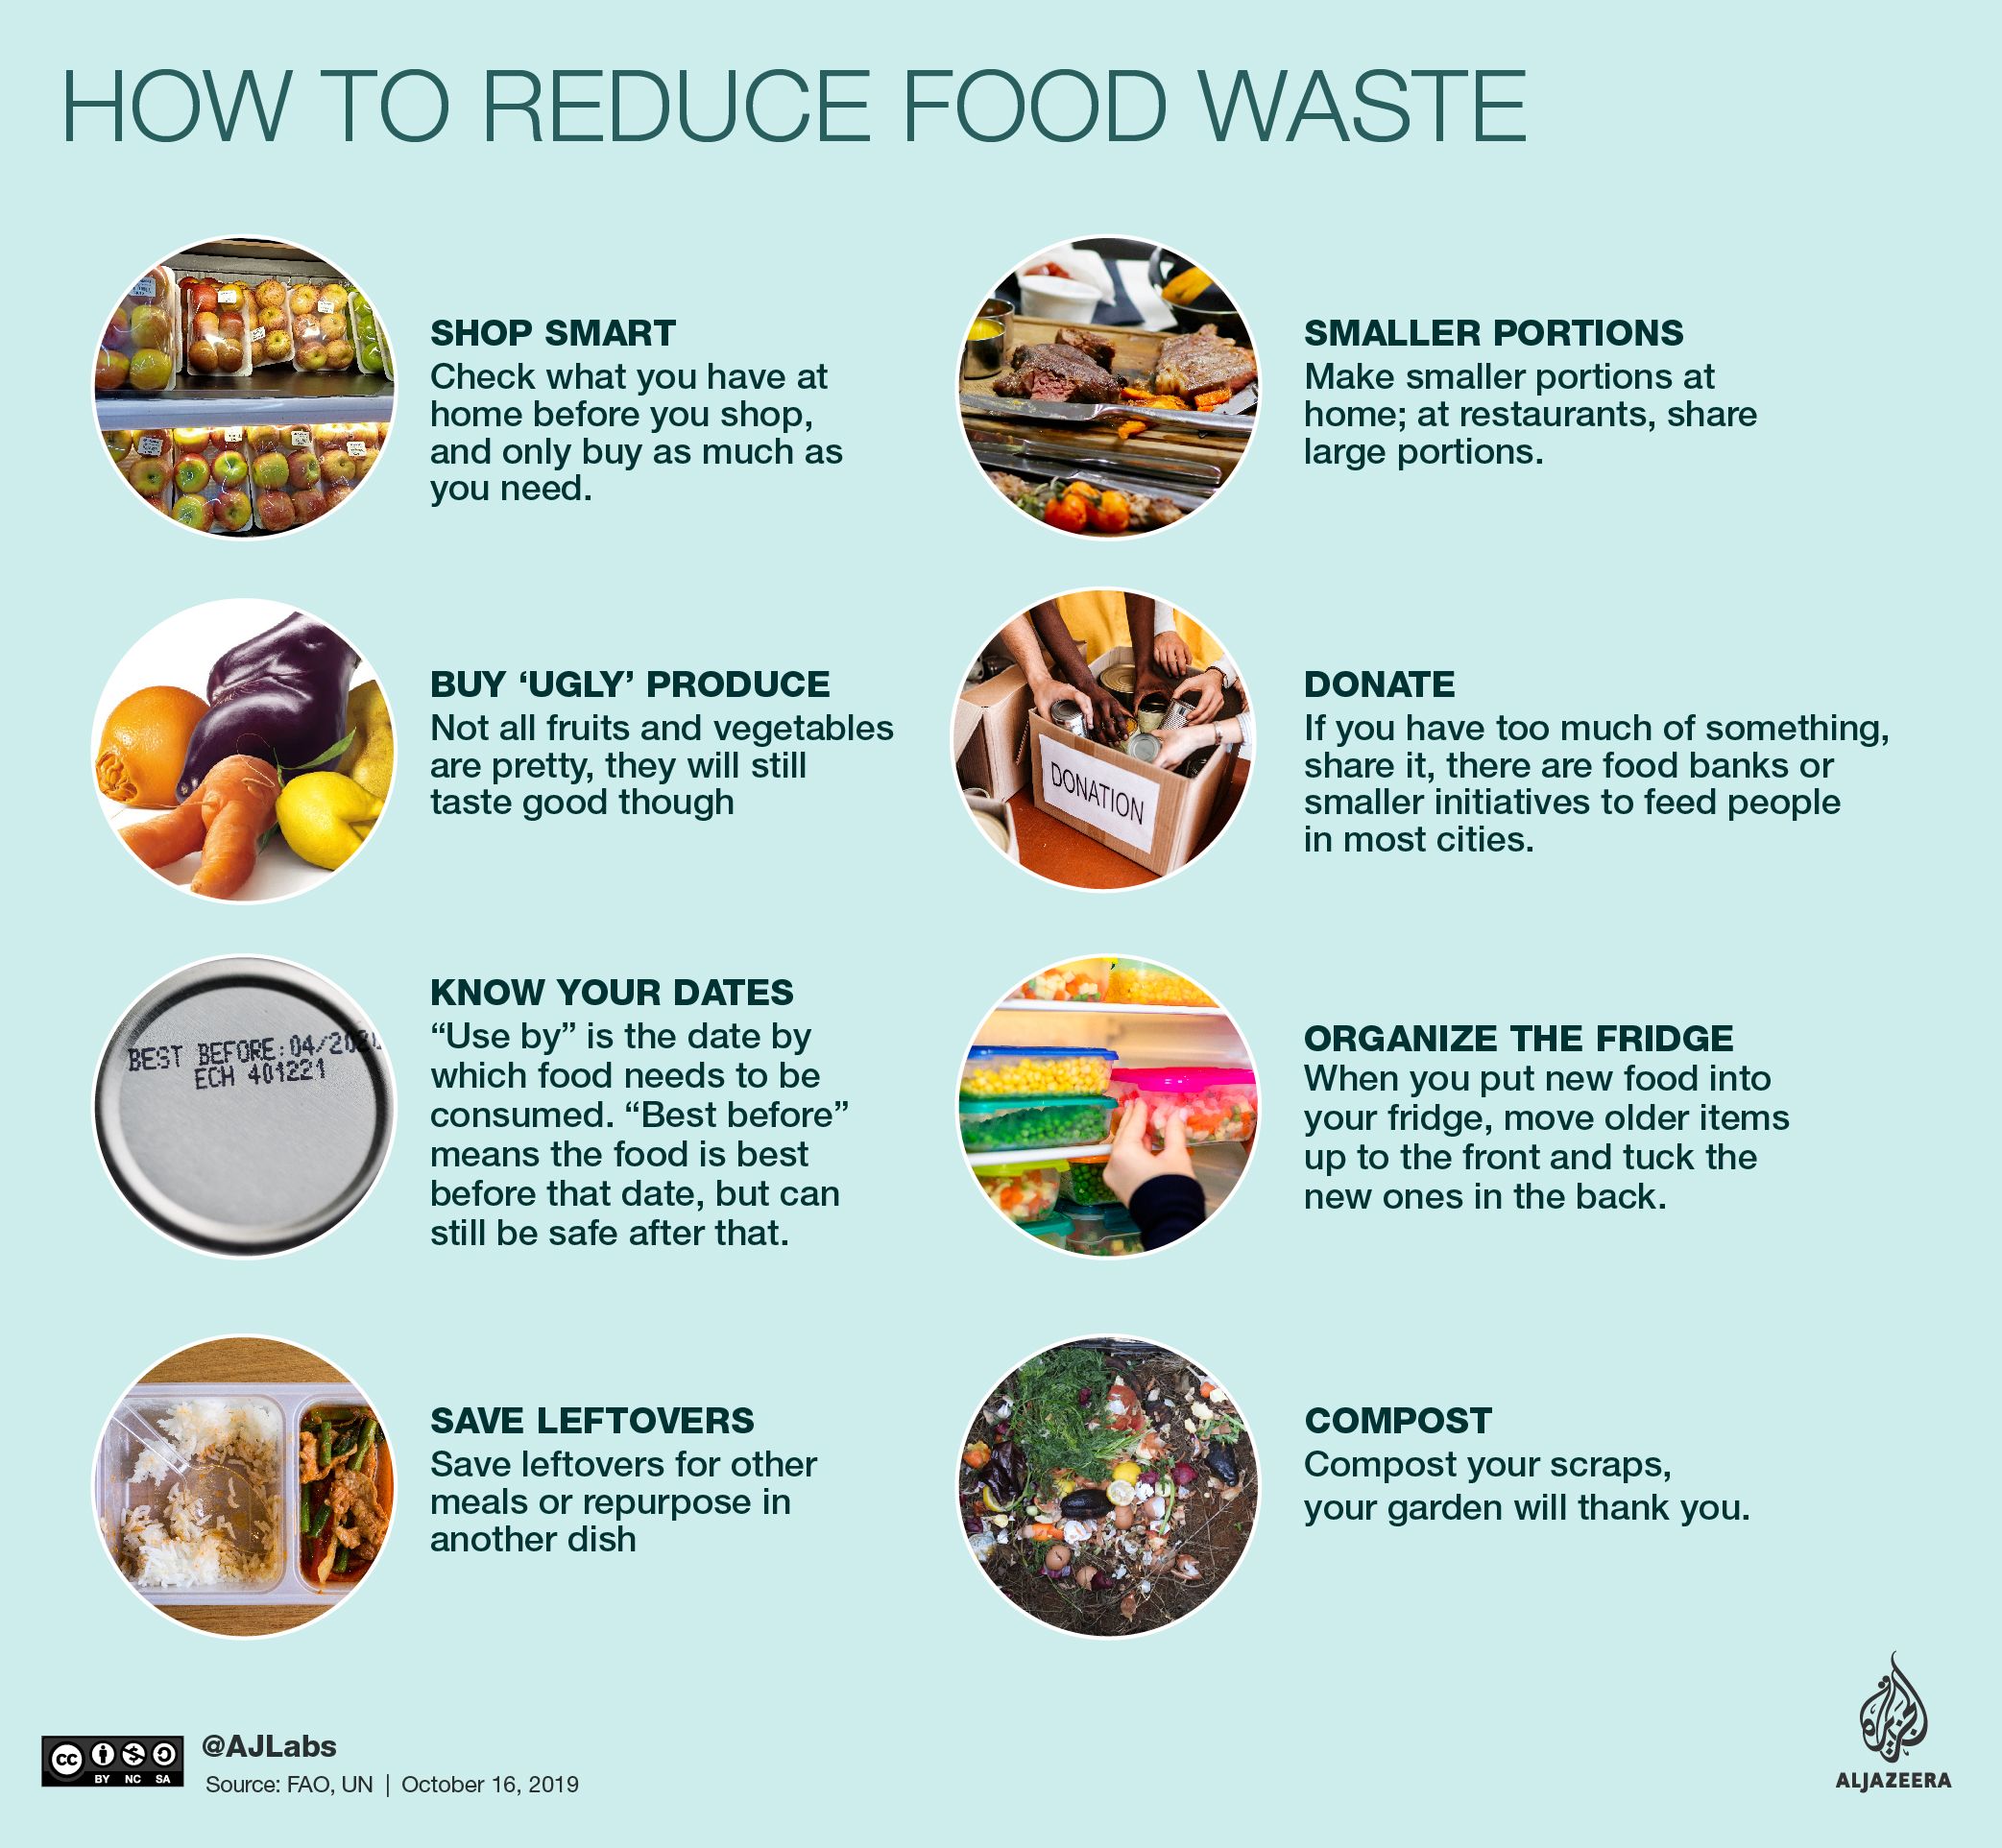 HOW TO REDUCE FOOD WASTE
SHOP SMART
Check what you have at
home before you shop,
and only buy as much as
you need.
SMALLER PORTIONS
Make smaller portions at
home; at restaurants, share
large portions.
BUY ‘UGLY’ PRODUCE
Not all fruits and vegetables
are pretty, they will still
taste good though
DONATION
DONATE
If you have too much of something,
share it, there are food banks or
smaller initiatives to feed people
in most cities.
BEST BEFORE:04/
ECH 401221
KNOW YOUR DATES
“Use by” is the date by
which food needs to be
consumed. “Best before”
means the food is best
before that date, but can
still be safe after that.
ORGANIZE THE FRIDGE
When you put new food into
your fridge, move older items
up to the front and tuck the
new ones in the back.
SAVE LEFTOVERS
Save leftovers for other
meals or repurpose in
another dish
COMPOST
Compost your scraps,
your garden will thank you.
cc BY NC SA
@AJLabs
Source: FAO, UN | October 16, 2019
الجزيرة
ALJAZEERA